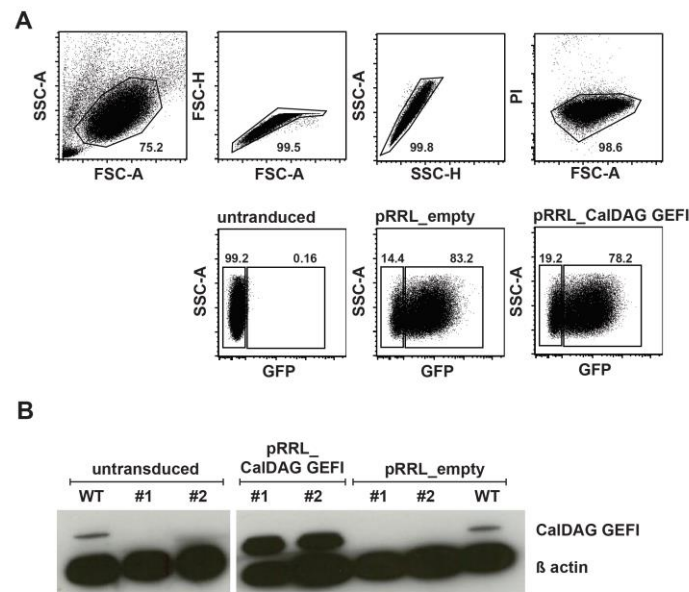 A
SSC-A
75.2
FSC-A
FSC-H
99.5
FSC-A
SSC-A
99.8
SSC-H
PI
98.6
FSC-A
untranduced
99.2 0.16
SSC-A
GFP
pRRL_empty
14.4 83.2
SSC-A
GFP
pRRL_CalDAG GEFI
19.2 78.2
SSC-A
GFP
B
untransduced
pRRL_
CalDAG GEFI
pRRL_empty
WT #1 #2 #1 #2 #1 #2 WT
CalDAG GEFI
ß actin